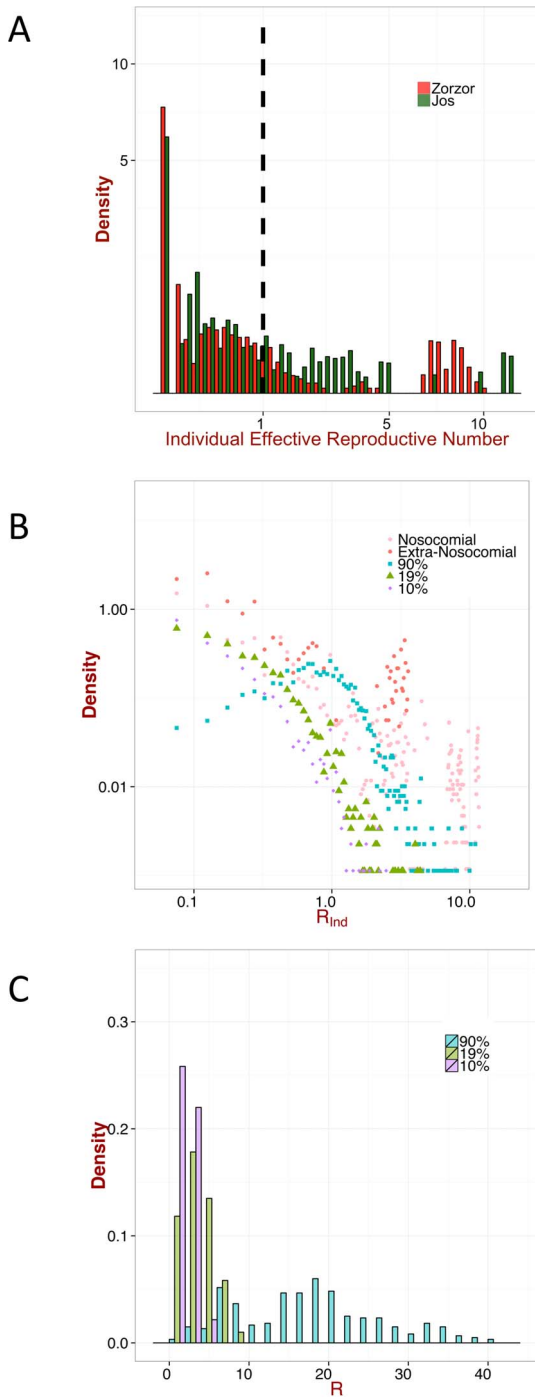 A
10
5
Density
Zorzor
Jos
1
5
10
Individual Effective Reproductive Number
B
Nosocomial
Extra-Nosocomial
90%
19%
10%
1.00
0.01
Density
0.1
1.0
10.0
RInd
C
0.3
0.2
0.1
0.0
Density
90%
19%
10%
0
10
20
30
40
R